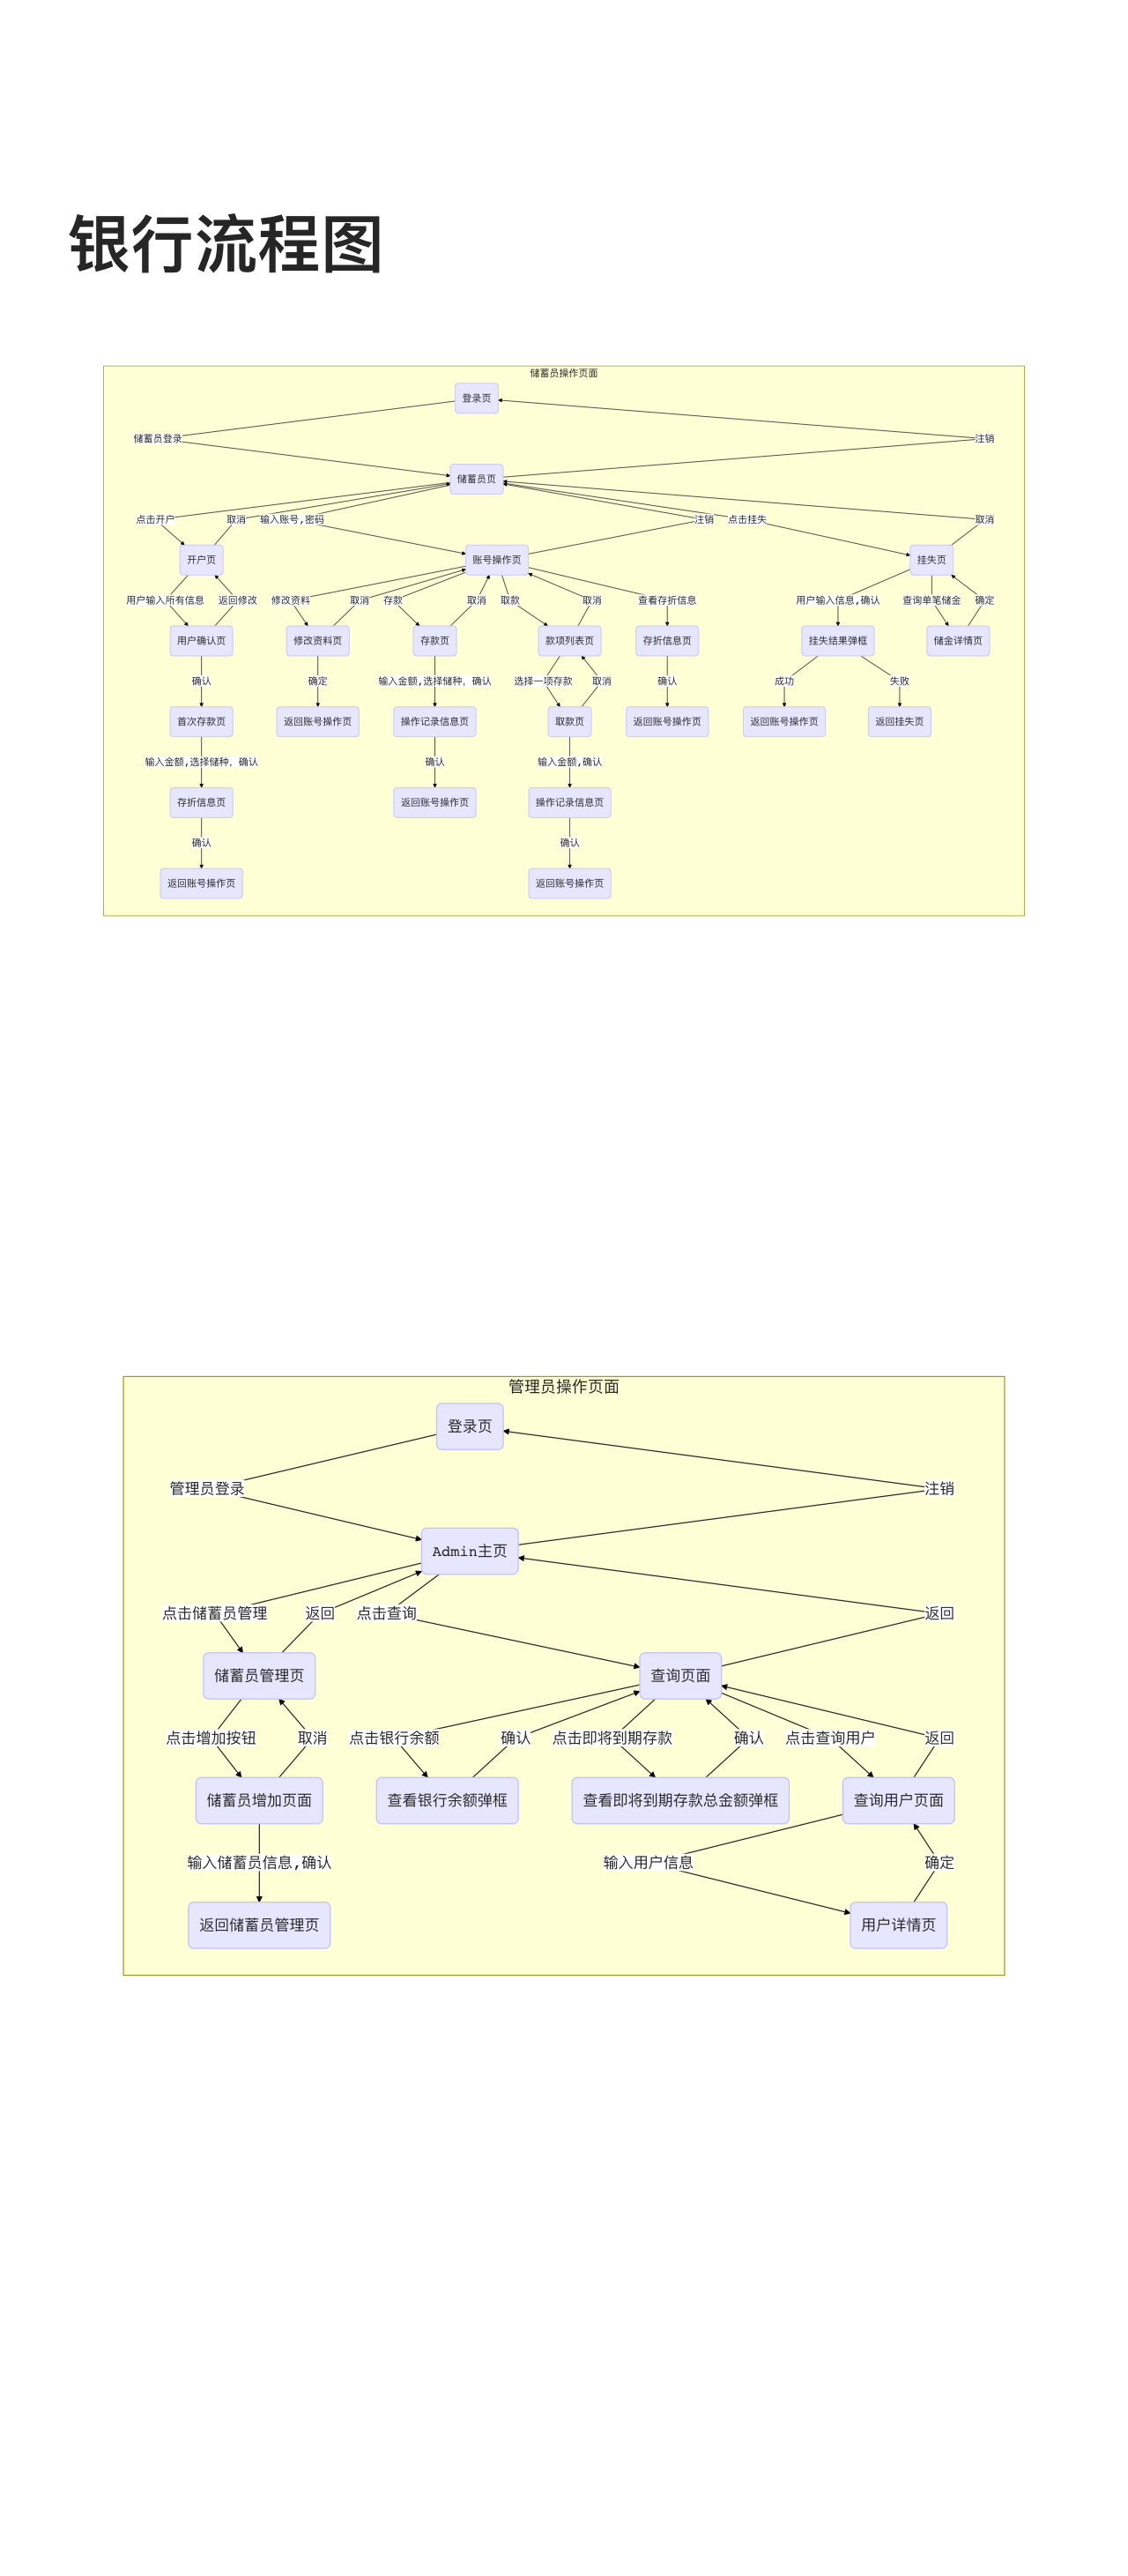 银行流程图
储蓄员操作页面
登录页
储蓄员登录
注销
储蓄员页
点击开户
取消
输入账号,密码
注销
点击挂失
取消
开户页
账号操作页
挂失页
用户输入所有信息
返回修改
修改资料
取消
存款
取消
取款
取消
查看存折信息
用户输入信息,确认
查询单笔储金
确定
用户确认页
修改资料页
存款页
款项列表页
存折信息页
挂失结果弹框
储金详情页
确认
确定
输入金额,选择储种，确认
选择一项存款
取消
确认
成功
失败
首次存款页
返回账号操作页
操作记录信息页
取款页
返回账号操作页
返回账号操作页
返回挂失页
输入金额,选择储种，确认
确认
输入金额,确认
存折信息页
返回账号操作页
操作记录信息页
确认
确认
返回账号操作页
返回账号操作页
管理员操作页面
登录页
管理员登录
注销
Admin主页
点击储蓄员管理
返回
点击查询
返回
储蓄员管理页
查询页面
点击增加按钮
取消
点击银行余额
确认
点击即将到期存款
确认
点击查询用户
返回
储蓄员增加页面
查看银行余额弹框
查看即将到期存款总金额弹框
查询用户页面
输入储蓄员信息,确认
输入用户信息
确定
返回储蓄员管理页
用户详情页